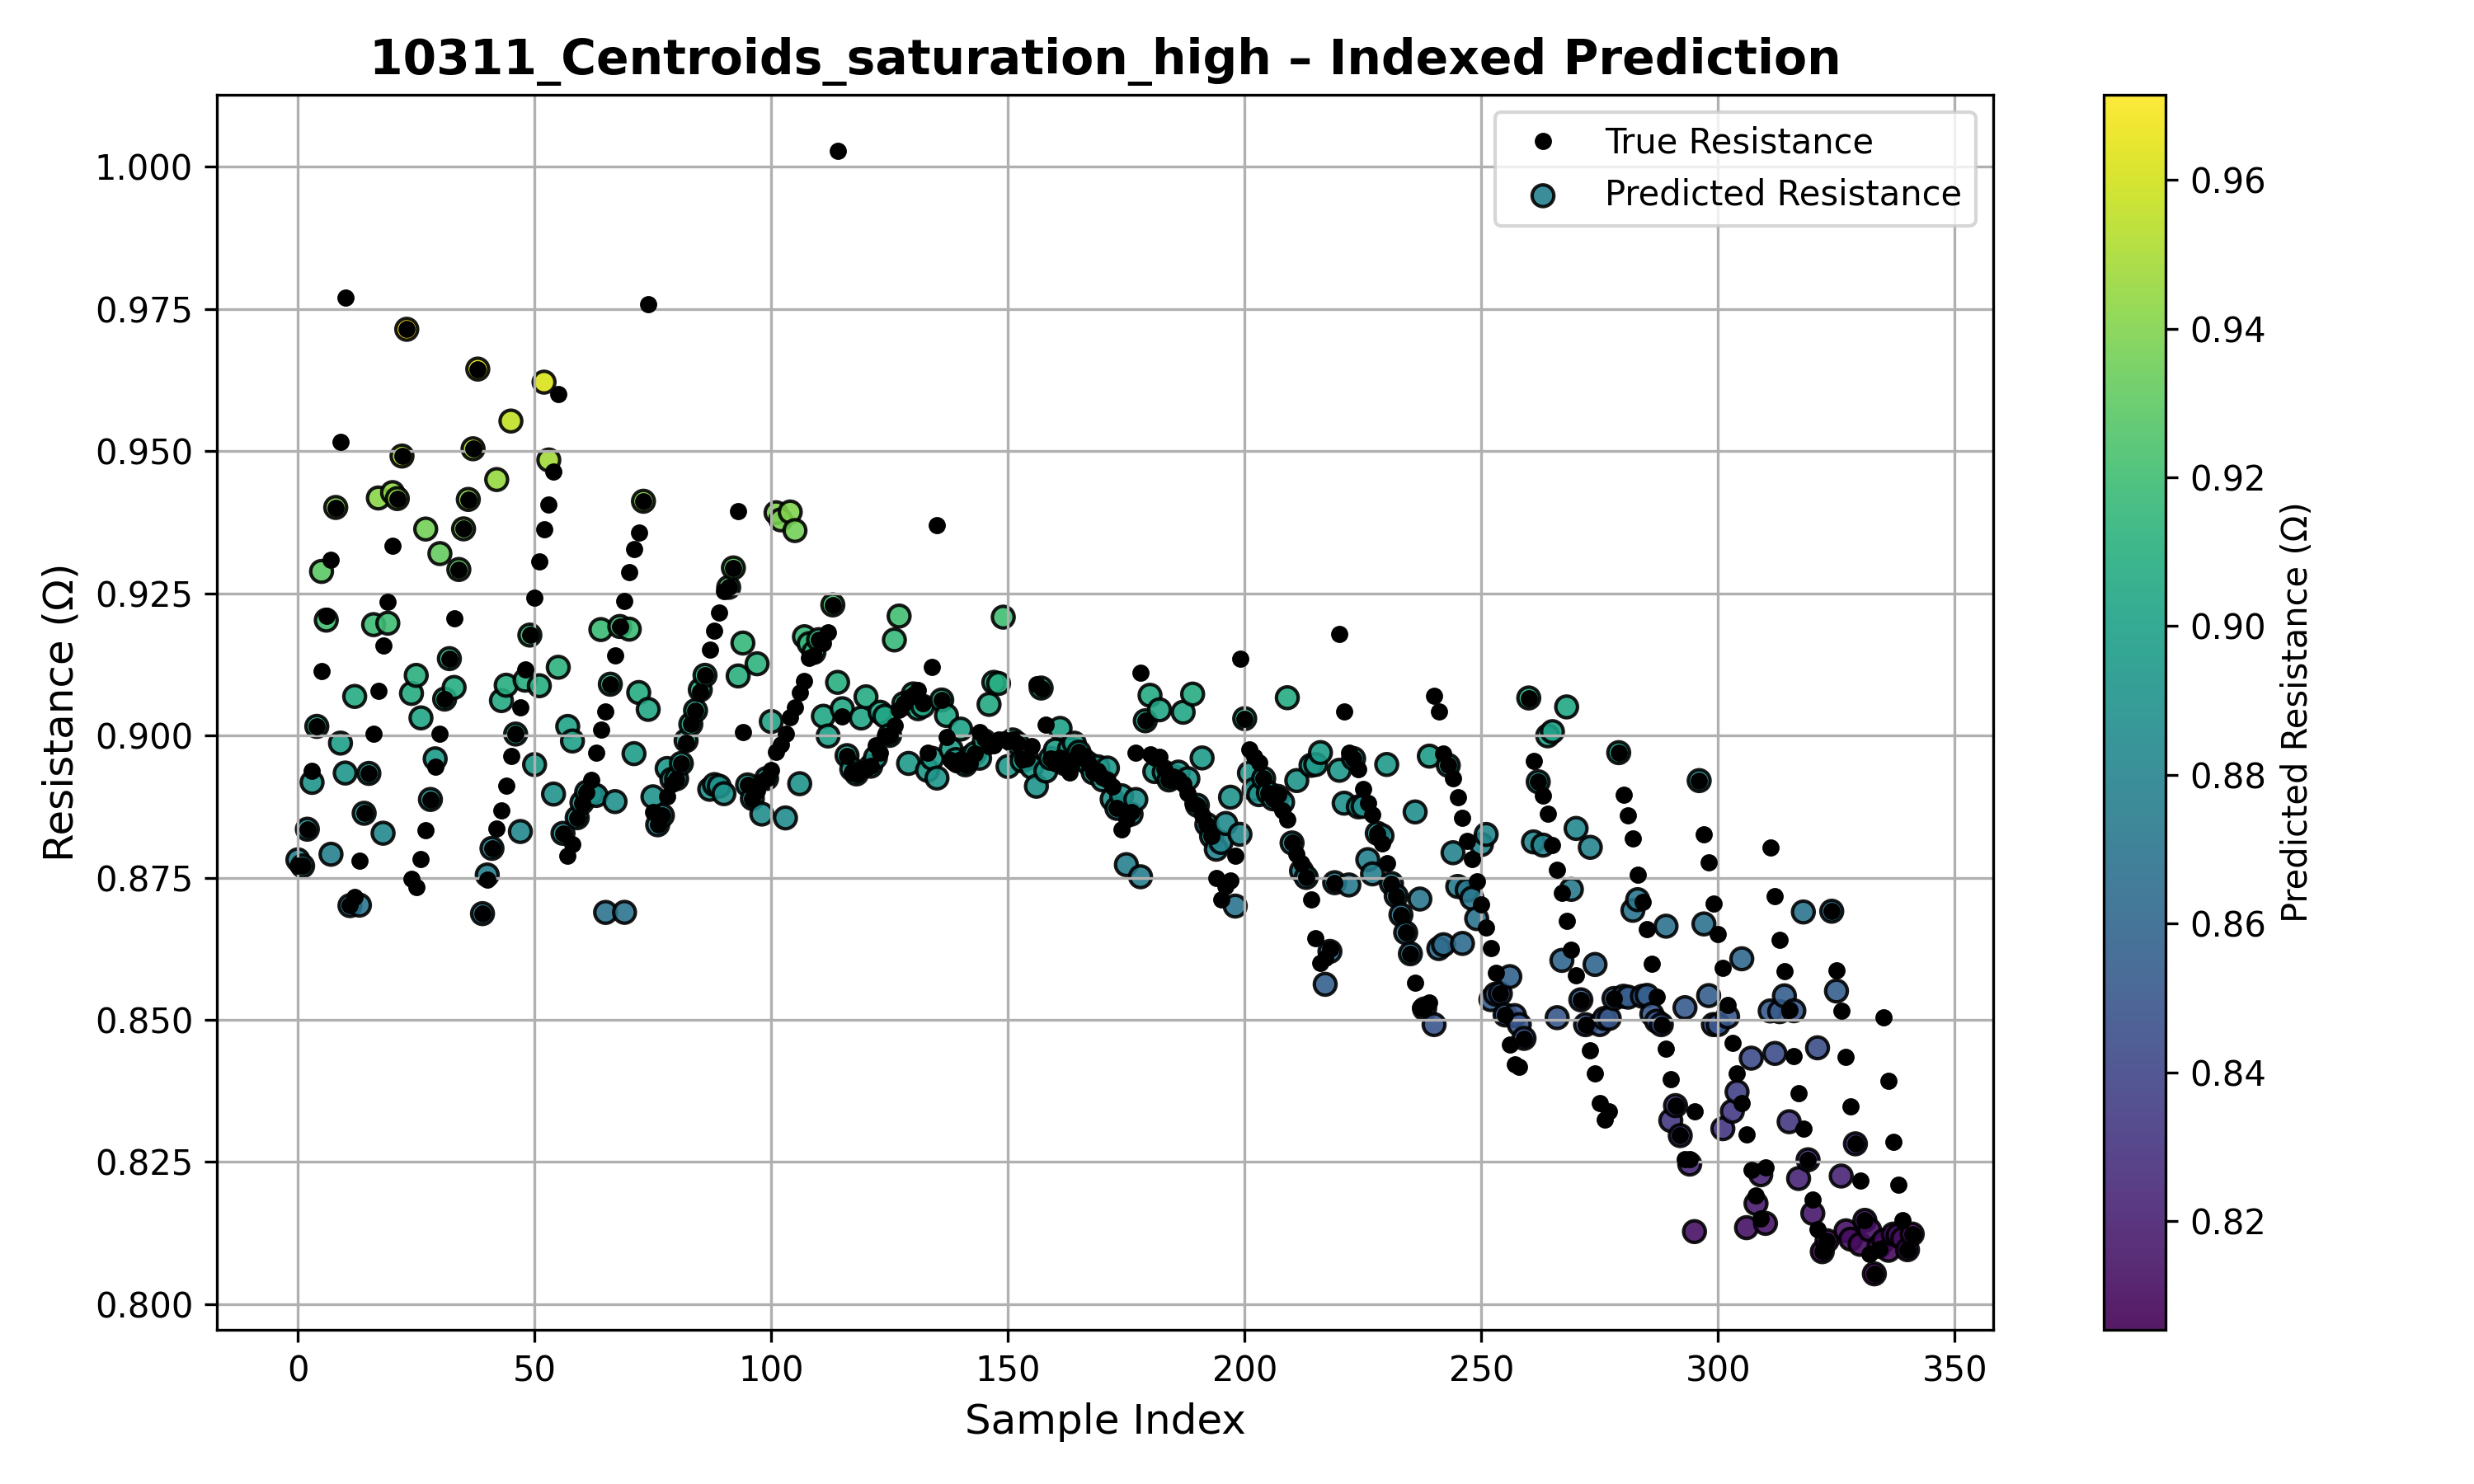 10311_Centroids_saturation_high – Indexed Prediction
True Resistance
Predicted Resistance
1.000
0.975
0.950
0.925
0.900
0.875
0.850
0.825
0.800
Resistance (Ω)
0 50 100 150 200 250 300 350
Sample Index
0.96
0.94
0.92
0.90
0.88
0.86
0.84
0.82
Predicted Resistance (Ω)